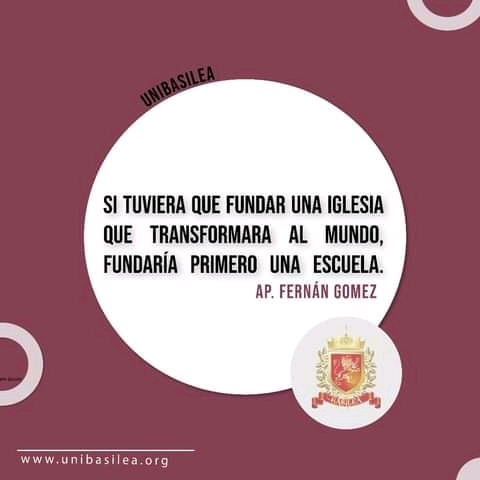 UNIBASILEA
SI TUVIERA QUE FUNDAR UNA IGLESIA
QUE TRANSFORMARA AL MUNDO,
FUNDARÍA PRIMERO UNA ESCUELA.
AP. FERNÁN GOMEZ
BASILEA
www.unibasilea.org